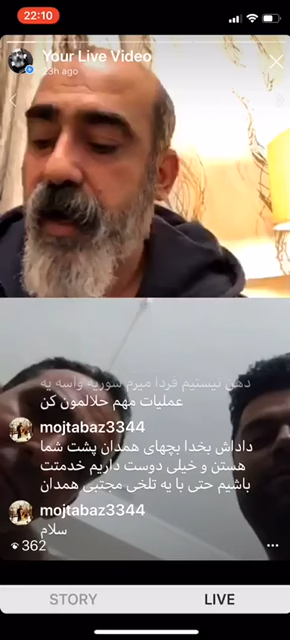 22:10
Your Live Video
23h ago
دهن نیستیم فردا میرم سوریه واسه یه
عملیات مهم حلالمون کن
mojtabaz3344
داداش بخدا بچهای همدان پشت شما
هستن و خیلی دوست داریم خدمتت
باشیم حتی با یه تلخی مجتبی همدان
mojtabaz3344
سلام
362
STORY
LIVE